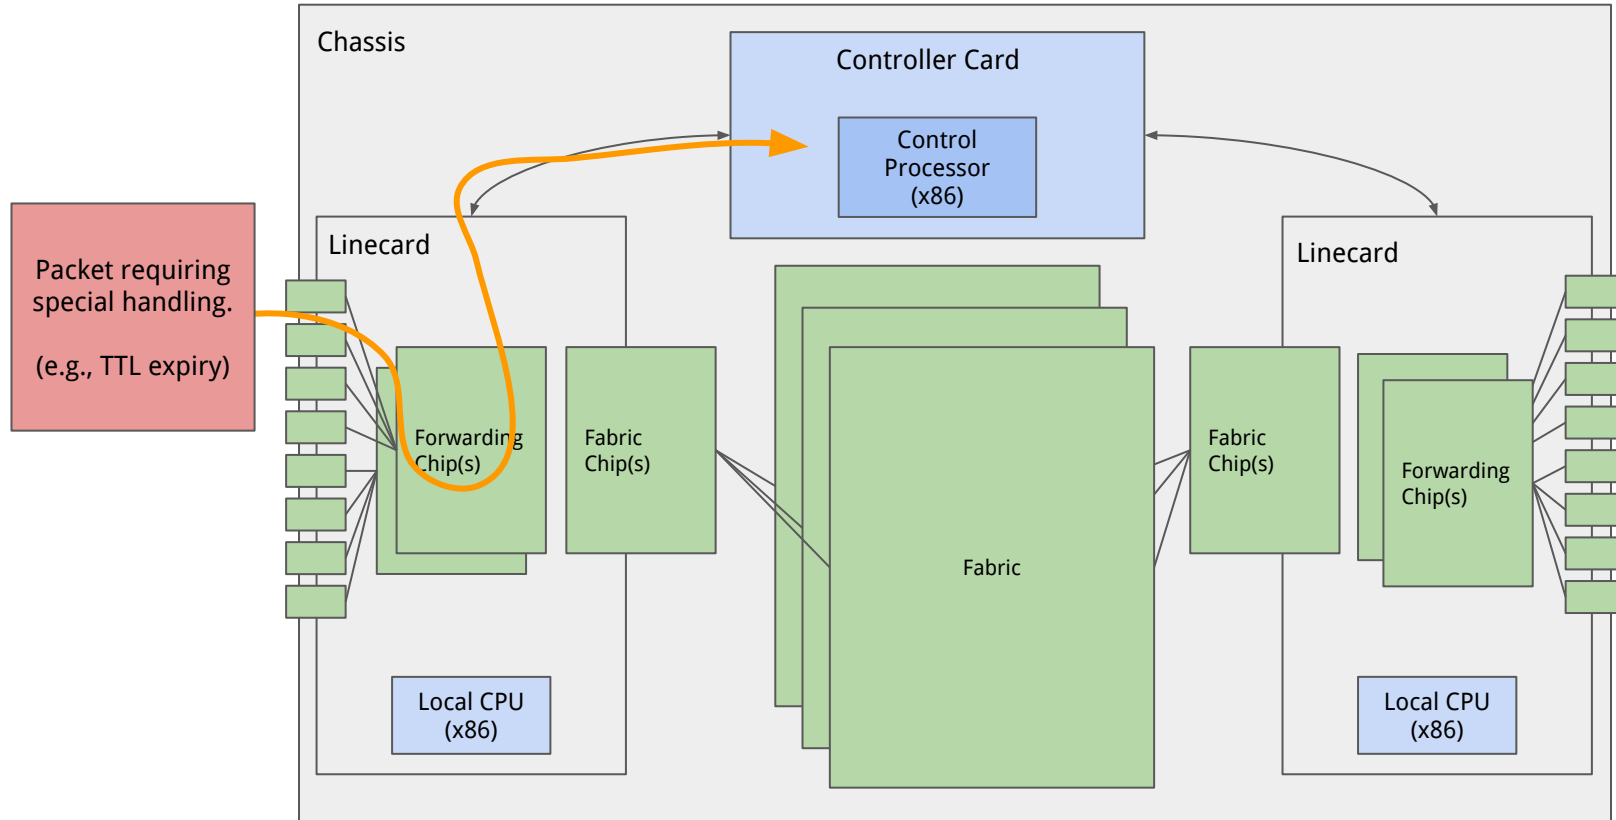 Chassis
Controller Card
Control
Processor
(x86)
Packet requiring
special handling.
(e.g., TTL expiry)
Linecard
Forwarding
Chip(s)
Fabric
Chip(s)
Local CPU
(x86)
Fabric
Linecard
Fabric
Chip(s)
Forwarding
Chip(s)
Local CPU
(x86)